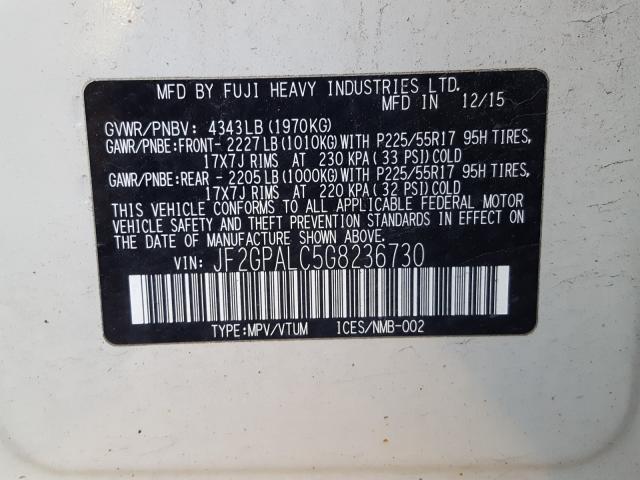 MFD BY FUJI HEAVY INDUSTRIES LTD.
MFD IN 12/15
GVWR/PNBV: 4343LB (1970KG)
GAWR/PNBE:FRONT- 2227LB (1010KG) WITH P225/55R17 95H TIRES,
17X7J RIMS AT 230 KPA (33 PSI) COLD
GAWR/PNBE:REAR - 2205LB (1000KG) WITH P225/55R17 95H TIRES,
17X7J RIMS AT 220 KPA (32 PSI) COLD
THIS VEHICLE CONFORMS TO ALL APPLICABLE FEDERAL MOTOR
VEHICLE SAFETY AND THEFT PREVENTION STANDARDS IN EFFECT ON
THE DATE OF MANUFACTURE SHOWN ABOVE.
VIN: JF2GPALC5G8236730
TYPE:MPV/VTUM ICES/NMB-002